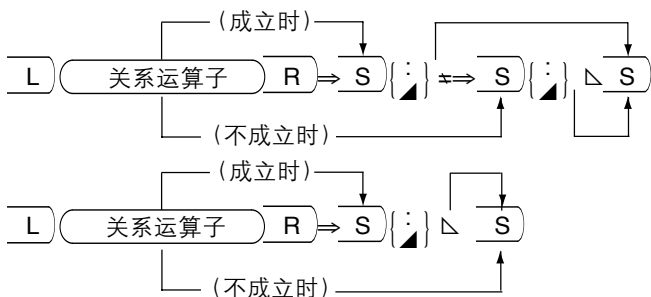 (成立时)
L 关系运算子 R ⇒ S { : ◢ } ≠⇒ S { : ◢ } ⊿ S
(不成立时)
(成立时)
L 关系运算子 R ⇒ S { : ◢ } ⊿ S
(不成立时)